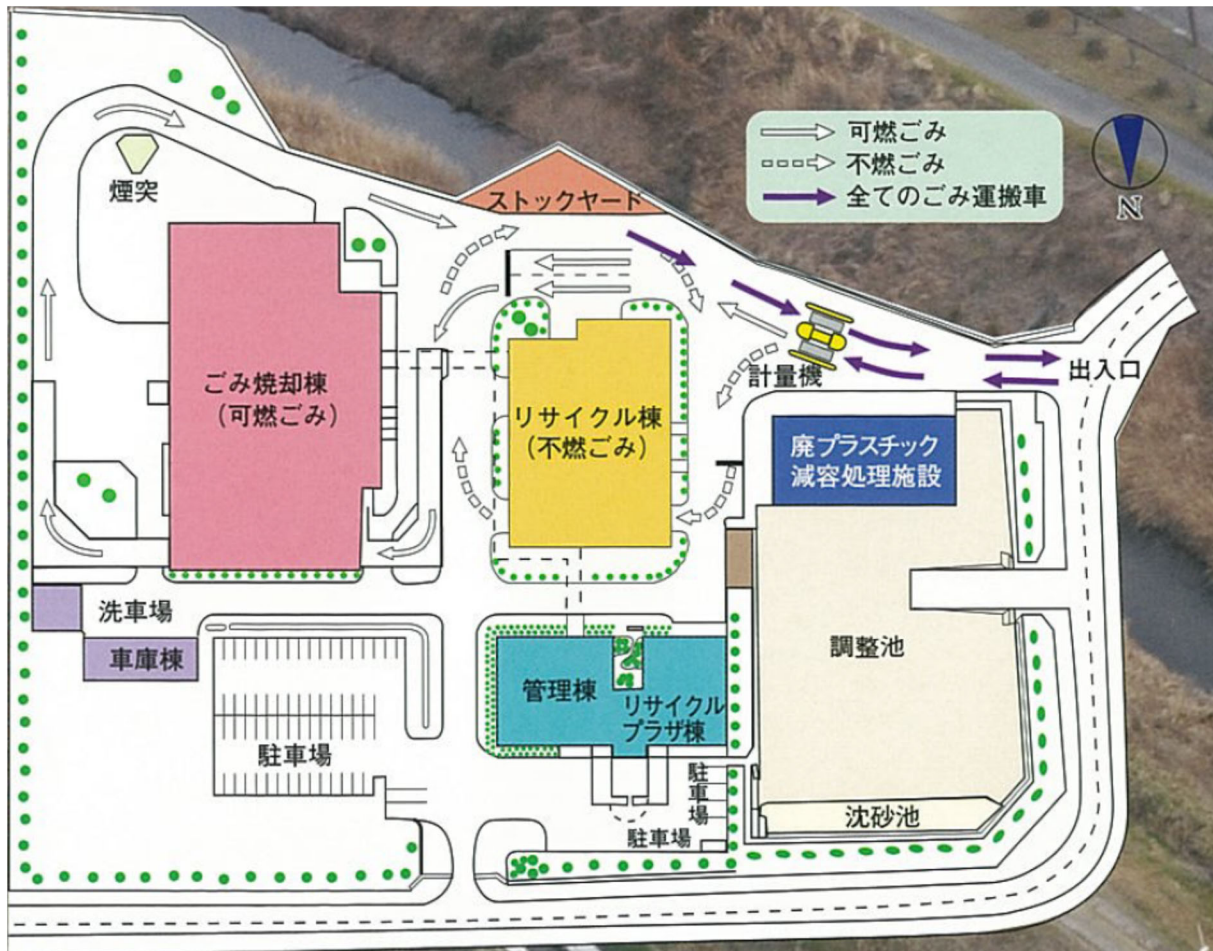 可燃ごみ
不燃ごみ
全てのごみ運搬車
N
煙突
ストックヤード
ごみ焼却棟
(可燃ごみ)
リサイクル棟
(不燃ごみ)
計量機
出入口
廃プラスチック
減容処理施設
洗車場
車庫棟
調整池
管理棟
リサイクル
プラザ棟
駐車場
駐
車
場
駐車場
沈砂池